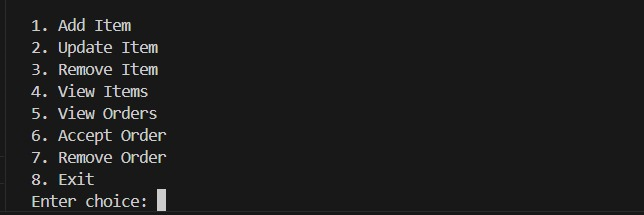 1. Add Item
2. Update Item
3. Remove Item
4. View Items
5. View Orders
6. Accept Order
7. Remove Order
8. Exit
Enter choice: